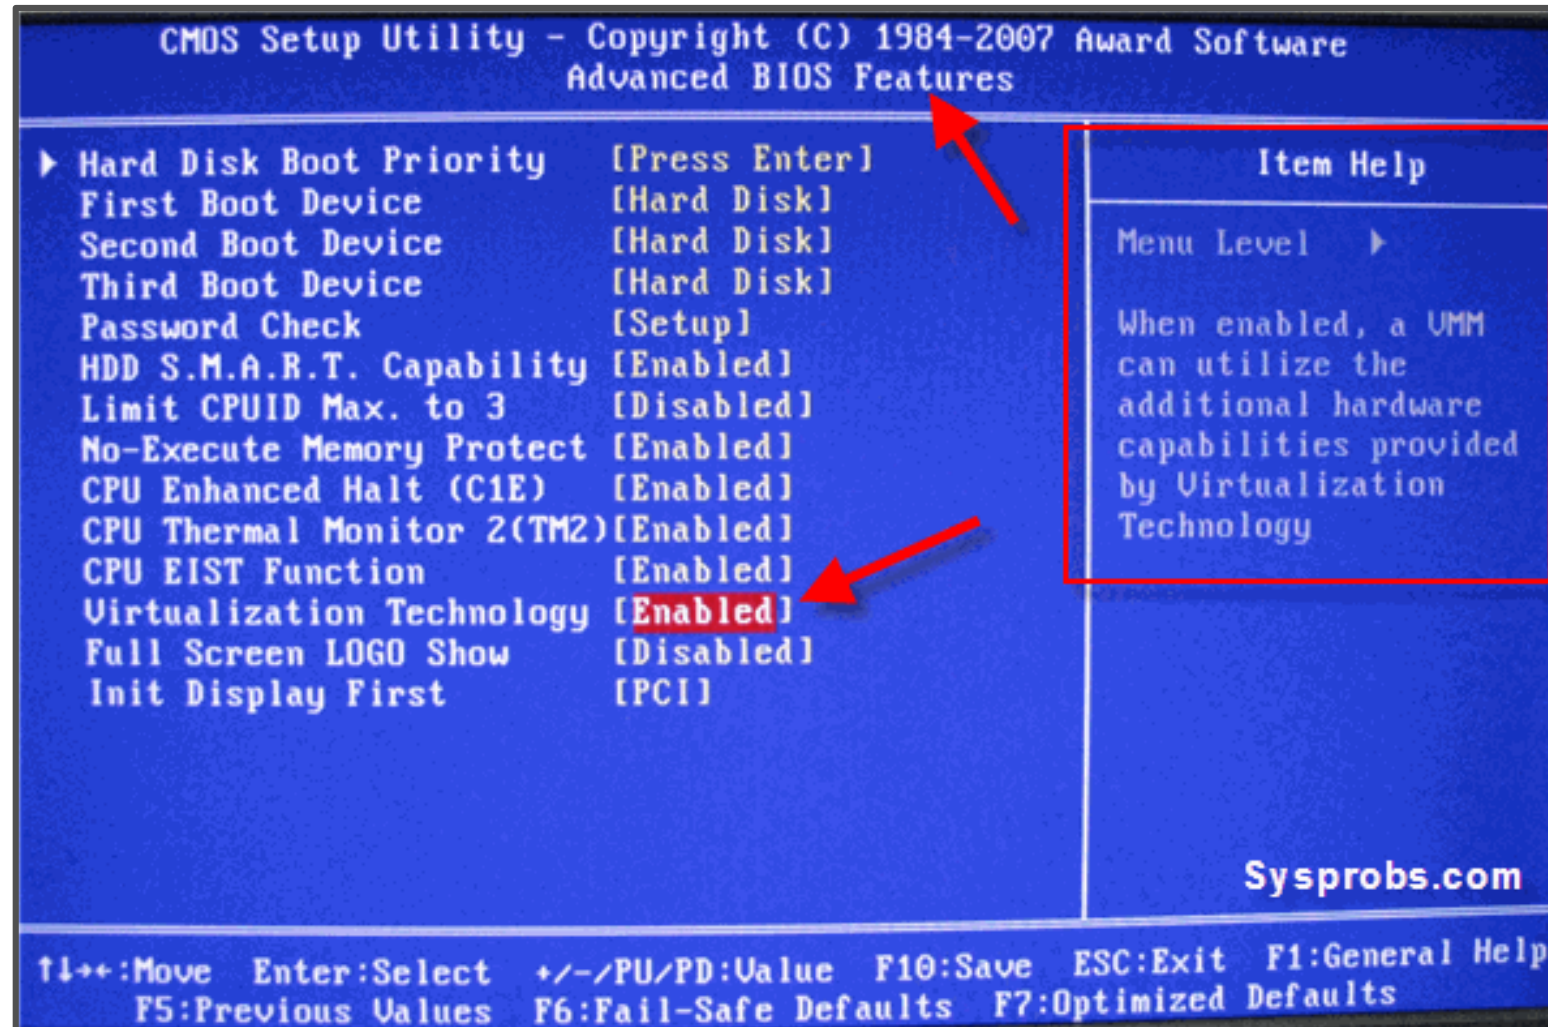 CMOS Setup Utility - Copyright (C) 1984-2007 Award Software
Advanced BIOS Features
Hard Disk Boot Priority [Press Enter]
First Boot Device [Hard Disk]
Second Boot Device [Hard Disk]
Third Boot Device [Hard Disk]
Password Check [Setup]
HDD S.M.A.R.T. Capability [Enabled]
Limit CPUID Max. to 3 [Disabled]
No-Execute Memory Protect [Enabled]
CPU Enhanced Halt (C1E) [Enabled]
CPU Thermal Monitor 2(TM2)[Enabled]
CPU EIST Function [Enabled]
Virtualization Technology [Enabled]
Full Screen LOGO Show [Disabled]
Init Display First [PCI]
Item Help
Menu Level
When enabled, a VMM
can utilize the
additional hardware
capabilities provided
by Virtualization
Technology
Sysprobs.com
↑↓→←:Move Enter:Select +/-/PU/PD:Value F10:Save ESC:Exit F1:General Help
F5:Previous Values F6:Fail-Safe Defaults F7:Optimized Defaults